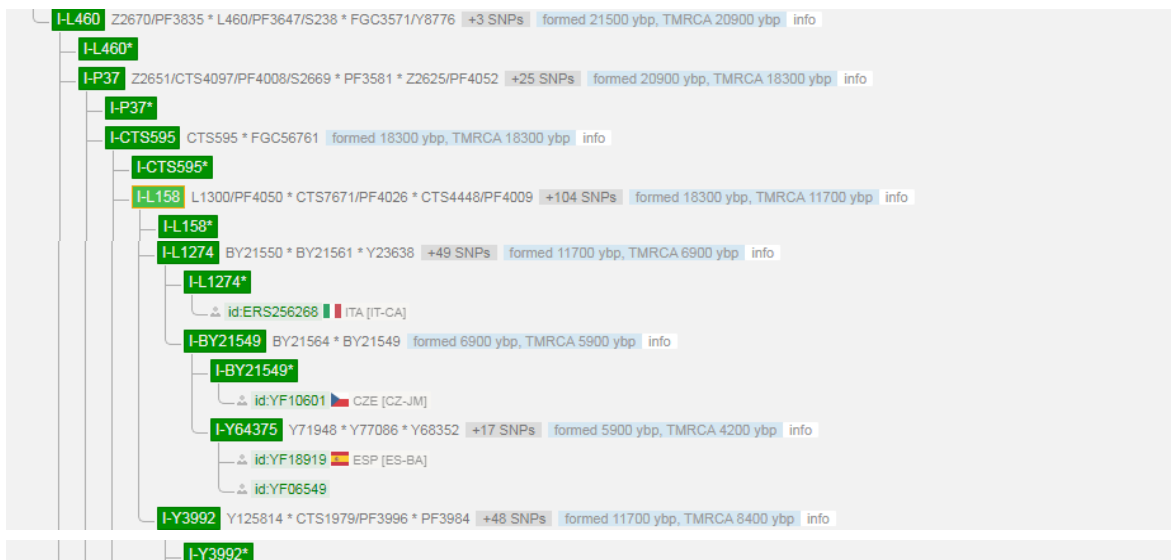 I-L460 Z2670/PF3835 * L460/PF3647/S238 * FGC3571/Y8776 +3 SNPs formed 21500 ybp, TMRCA 20900 ybp info
I-L460*
I-P37 Z2651/CTS4097/PF4008/S2669 * PF3581 * Z2625/PF4052 +25 SNPs formed 20900 ybp, TMRCA 18300 ybp info
I-P37*
I-CTS595 CTS595 * FGC56761 formed 18300 ybp, TMRCA 18300 ybp info
I-CTS595*
I-L158 L1300/PF4050 * CTS7671/PF4026 * CTS4448/PF4009 +104 SNPs formed 18300 ybp, TMRCA 11700 ybp info
I-L158*
I-L1274 BY21550 * BY21561 * Y23638 +49 SNPs formed 11700 ybp, TMRCA 6900 ybp info
I-L1274*
id:ERS256268 ITA [IT-CA]
I-BY21549 BY21564 * BY21549 formed 6900 ybp, TMRCA 5900 ybp info
I-BY21549*
id:YF10601 CZE [CZ-JM]
I-Y64375 Y71948 * Y77086 * Y68352 +17 SNPs formed 5900 ybp, TMRCA 4200 ybp info
id:YF18919 ESP [ES-BA]
id:YF06549
I-Y3992 Y125814 * CTS1979/PF3996 * PF3984 +48 SNPs formed 11700 ybp, TMRCA 8400 ybp info
I-Y3992*